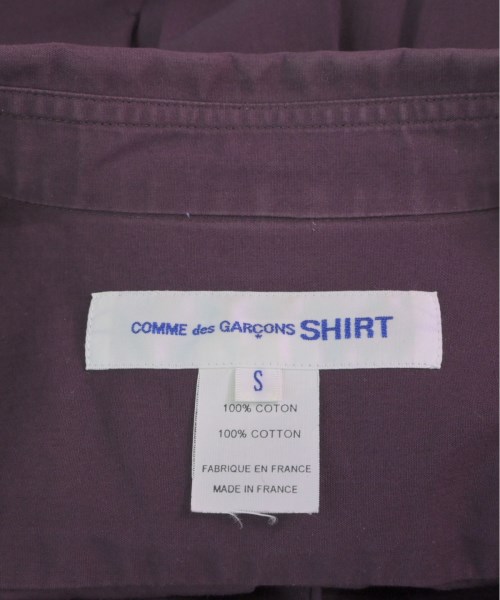 COMME des GARÇONS SHIRT
S
100% COTON
100% COTTON
FABRIQUE EN FRANCE
MADE IN FRANCE